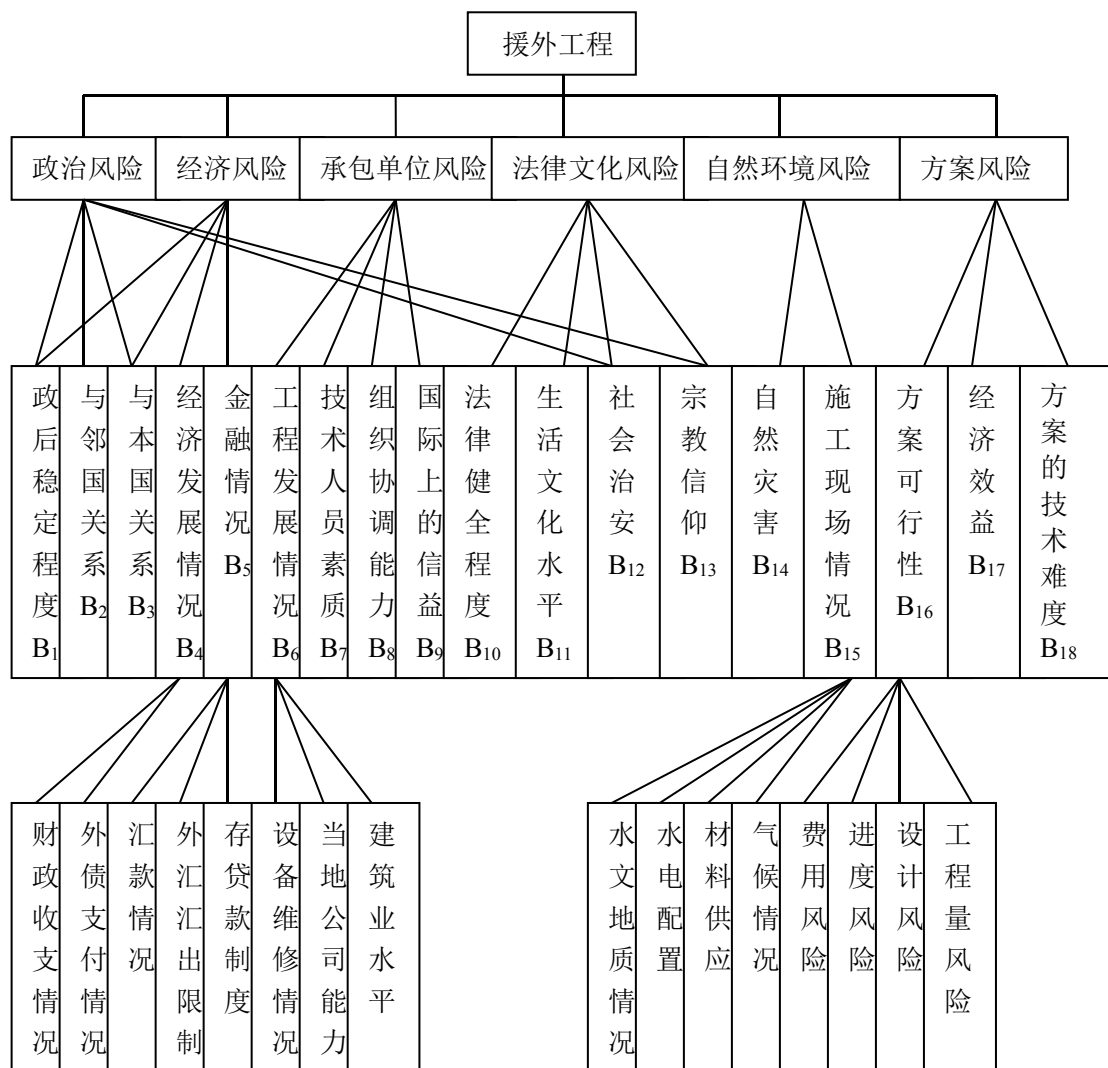 援外工程
政治风险
经济风险
承包单位风险
法律文化风险
自然环境风险
方案风险
政后稳定程度B₁
与邻国关系B₂
与本国关系B₃
经济发展情况B₄
金融情况B₅
工程发展情况B₆
技术人员素质B₇
组织协调能力B₈
国际上的信益B₉
法律健全程度B₁₀
生活文化水平B₁₁
社会治安B₁₂
宗教信仰B₁₃
自然灾害B₁₄
施工现场情况B₁₅
方案可行性B₁₆
经济效益B₁₇
方案的技术难度B₁₈
财政收支情况
外债支付情况
汇款情况
外汇汇出限制
存贷款制度
设备维修情况
当地公司能力
建筑业水平
水文地质情况
水电配置
材料供应
气候情况
费用风险
进度风险
设计风险
工程量风险